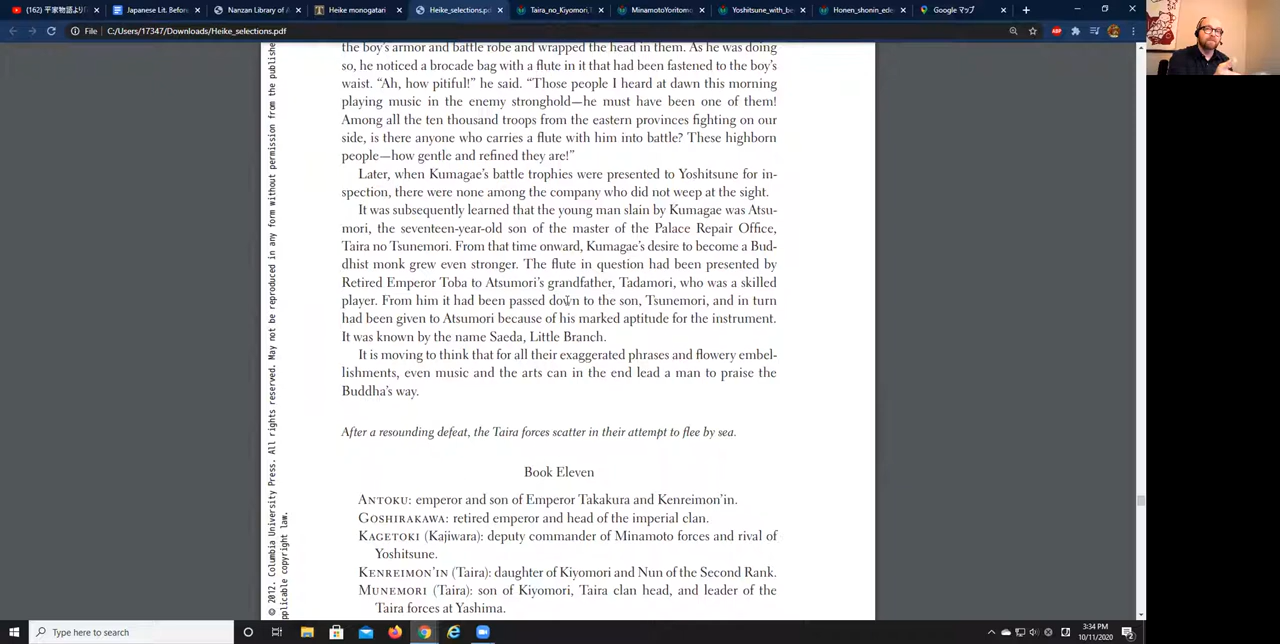 (162) 平家物語より
Japanese Lit. Before
Nanzan Library of A
Heike monogatari
Heike_selections.pd
Taira_no_Kiyomori,1
MinamotoYoritomo
Yoshitsune_with_be
Honen_shonin_ede
Google マップ
File
C:/Users/17347/Downloads/Heike_selections.pdf
the boy's armor and battle robe and wrapped the head in them. As he was doing
so, he noticed a brocade bag with a flute in it that had been fastened to the boy's
waist. “Ah, how pitiful!” he said. “Those people I heard at dawn this morning
playing music in the enemy stronghold—he must have been one of them!
Among all the ten thousand troops from the eastern provinces fighting on our
side, is there anyone who carries a flute with him into battle? These highborn
people—how gentle and refined they are!”
Later, when Kumagae's battle trophies were presented to Yoshitsune for in-
spection, there were none among the company who did not weep at the sight.
It was subsequently learned that the young man slain by Kumagae was Atsu-
mori, the seventeen-year-old son of the master of the Palace Repair Office,
Taira no Tsunemori. From that time onward, Kumagae's desire to become a Bud-
dhist monk grew even stronger. The flute in question had been presented by
Retired Emperor Toba to Atsumori's grandfather, Tadamori, who was a skilled
player. From him it had been passed down to the son, Tsunemori, and in turn
had been given to Atsumori because of his marked aptitude for the instrument.
It was known by the name Saeda, Little Branch.
It is moving to think that for all their exaggerated phrases and flowery embel-
lishments, even music and the arts can in the end lead a man to praise the
Buddha's way.
After a resounding defeat, the Taira forces scatter in their attempt to flee by sea.
Book Eleven
ANTOKU: emperor and son of Emperor Takakura and Kenreimon'in.
GOSHIRAKAWA: retired emperor and head of the imperial clan.
KAGETOKI (Kajiwara): deputy commander of Minamoto forces and rival of
Yoshitsune.
KENREIMON'IN (Taira): daughter of Kiyomori and Nun of the Second Rank.
MUNEMORI (Taira): son of Kiyomori, Taira clan head, and leader of the
Taira forces at Yashima.
© 2012. Columbia University Press. All rights reserved. May not be reproduced in any form without permission from the publishe
pplicable copyright law.
Type here to search
3:34 PM
10/11/2020